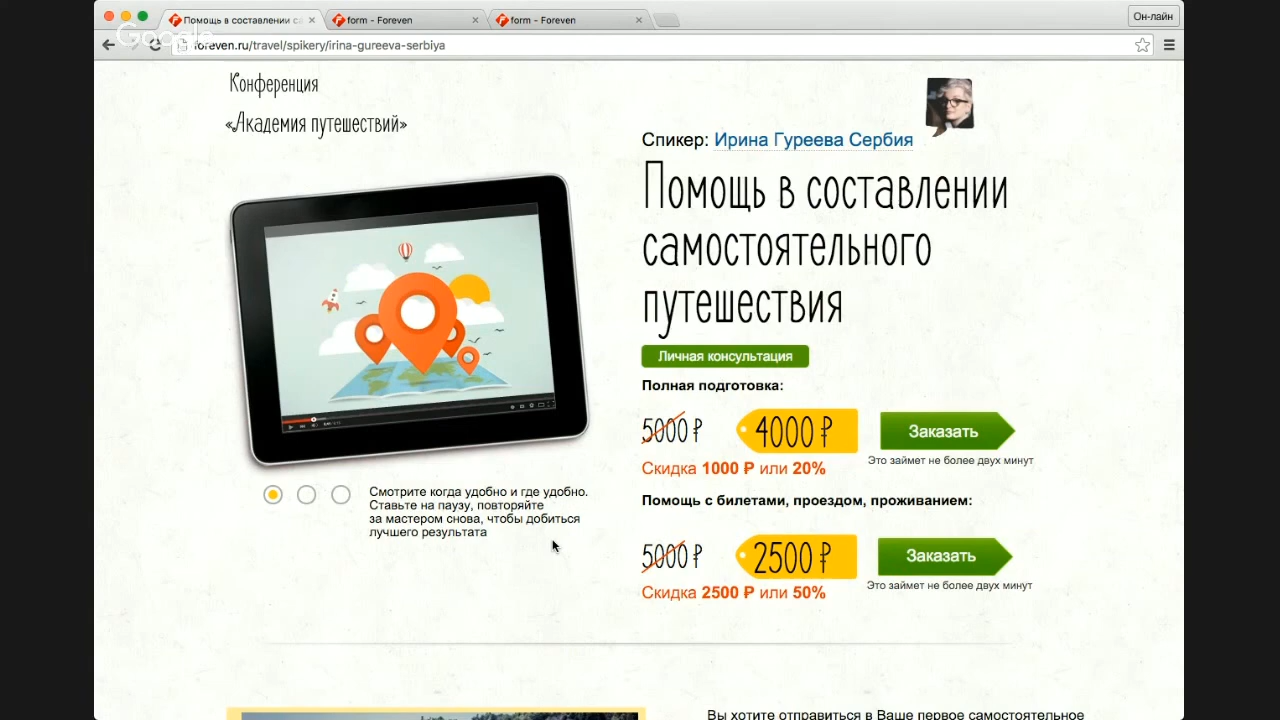 Помощь в составлении са
form - Foreven
form - Foreven
Он-лайн
Google
foreven.ru/travel/spikery/irina-gureeva-serbiya
Конференция
«Академия путешествий»
Спикер: Ирина Гуреева Сербия
Помощь в составлении
самостоятельного
путешествия
Личная консультация
Полная подготовка:
5000 ₽
4000 ₽
Заказать
Скидка 1000 ₽ или 20%
Это займет не более двух минут
Смотрите когда удобно и где удобно.
Ставьте на паузу, повторяйте
за мастером снова, чтобы добиться
лучшего результата
Помощь с билетами, проездом, проживанием:
5000 ₽
2500 ₽
Заказать
Скидка 2500 ₽ или 50%
Это займет не более двух минут
Вы хотите отправиться в Ваше первое самостоятельное